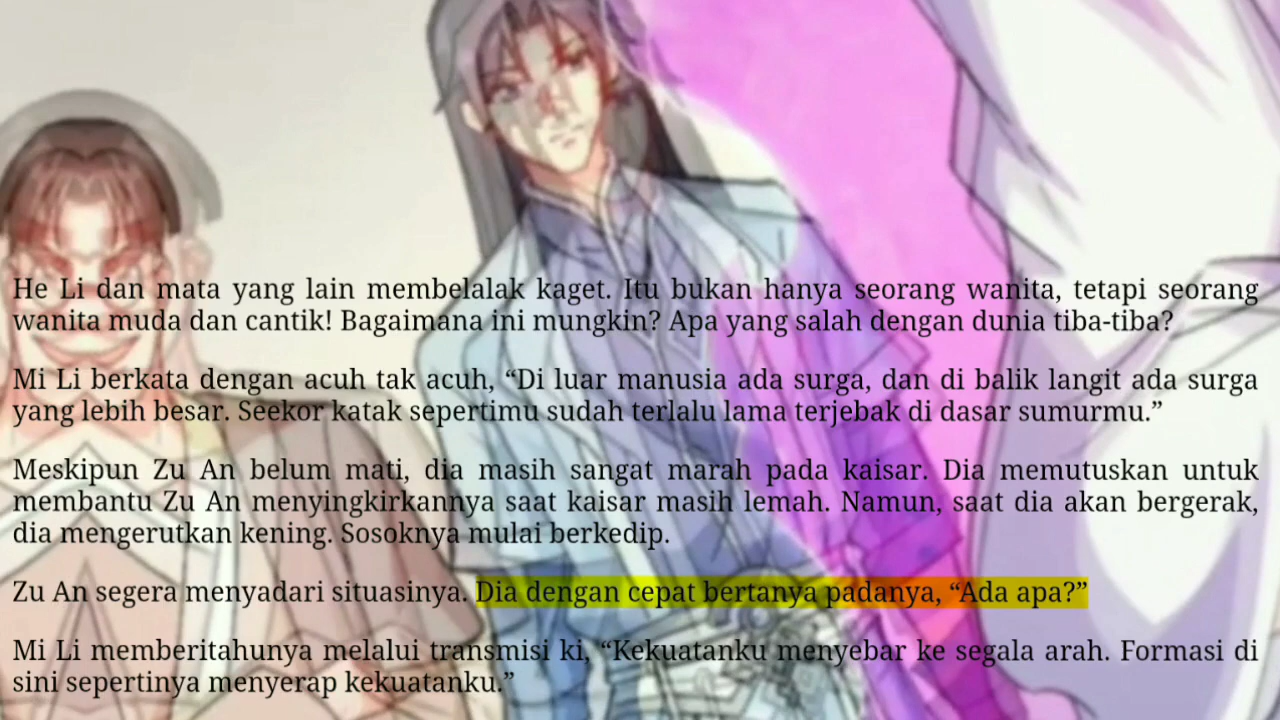 He Li dan mata yang lain membelalak kaget. Itu bukan hanya seorang wanita, tetapi seorang
wanita muda dan cantik! Bagaimana ini mungkin? Apa yang salah dengan dunia tiba-tiba?
Mi Li berkata dengan acuh tak acuh, “Di luar manusia ada surga, dan di balik langit ada surga
yang lebih besar. Seekor katak sepertimu sudah terlalu lama terjebak di dasar sumurmu.”
Meskipun Zu An belum mati, dia masih sangat marah pada kaisar. Dia memutuskan untuk
membantu Zu An menyingkirkannya saat kaisar masih lemah. Namun, saat dia akan bergerak,
dia mengerutkan kening. Sosoknya mulai berkedip.
Zu An segera menyadari situasinya. Dia dengan cepat bertanya padanya, “Ada apa?”
Mi Li memberitahunya melalui transmisi ki, “Kekuatanku menyebar ke segala arah. Formasi di
sini sepertinya menyerap kekuatanku.”